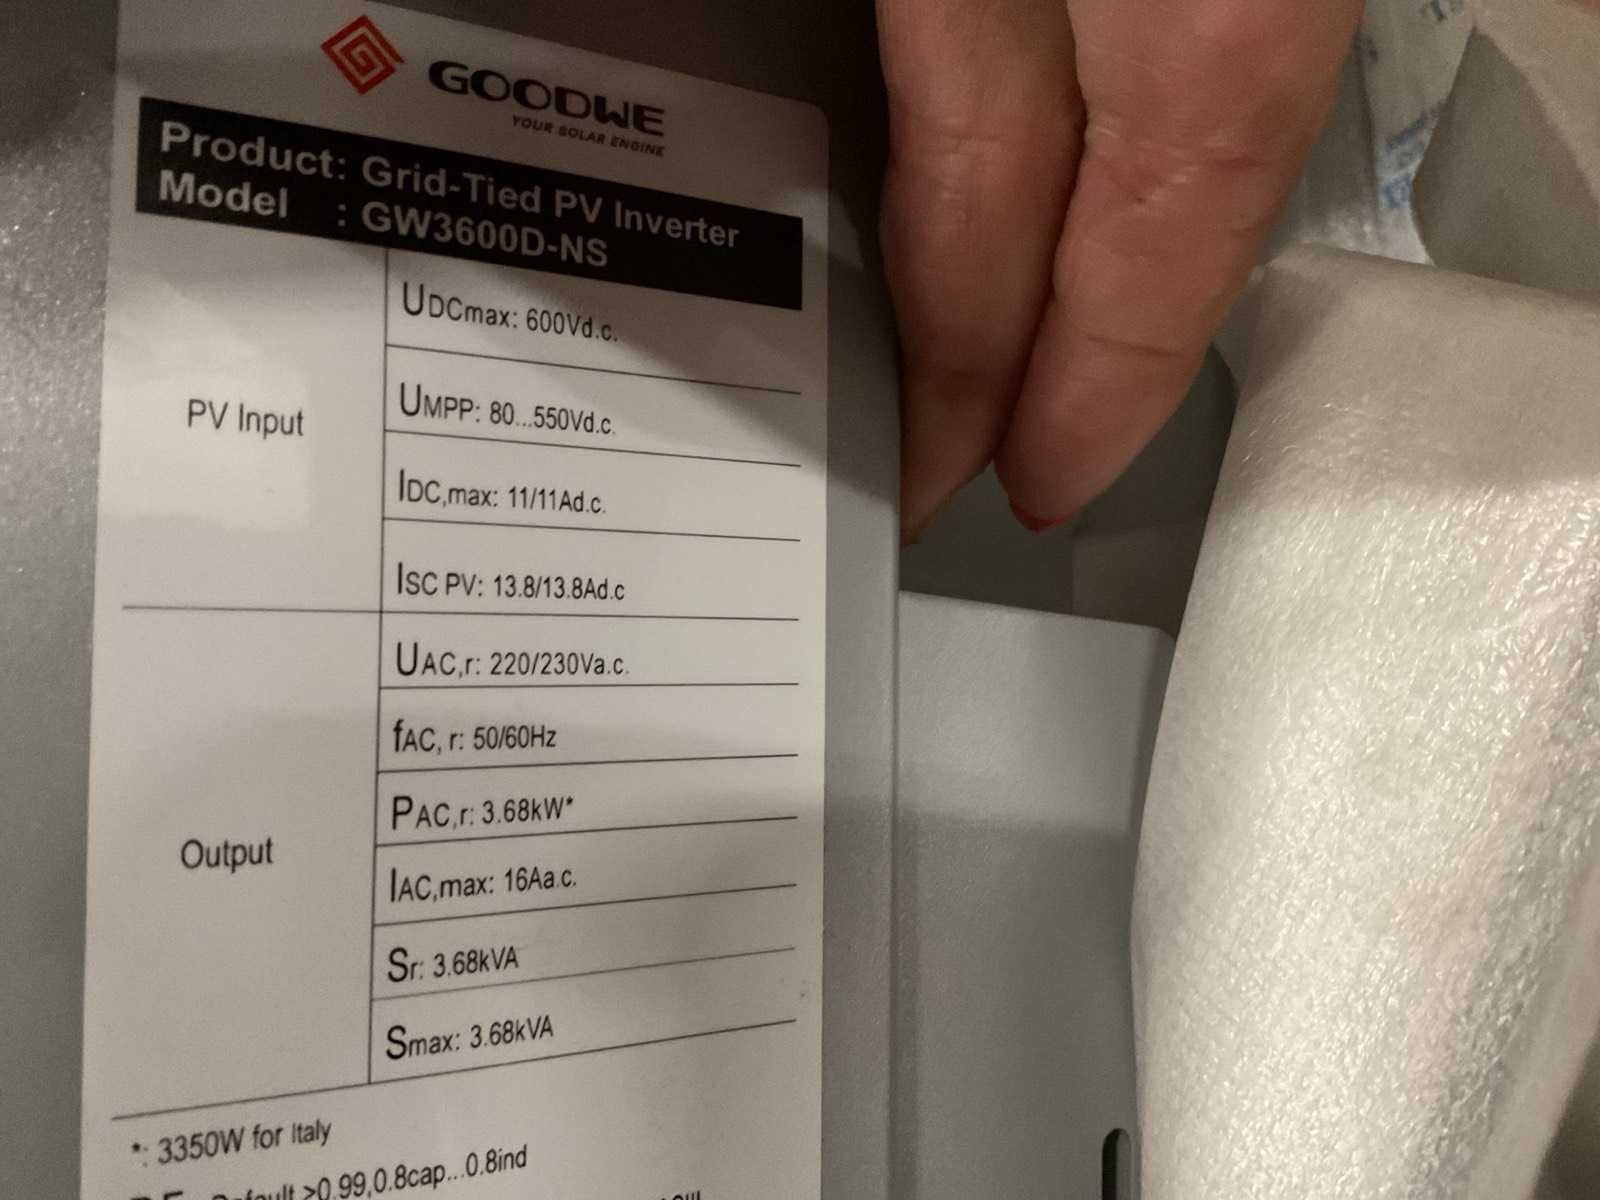 GOODWE
YOUR SOLAR ENGINE
Product: Grid-Tied PV Inverter
Model : GW3600D-NS
PV Input
UDCmax: 600Vd.c.
UMPP: 80...550Vd.c.
IDC,max: 11/11Ad.c.
ISC PV: 13.8/13.8Ad.c
Output
UAC,r: 220/230Va.c.
fAC, r: 50/60Hz
PAC,r: 3.68kW*
IAC,max: 16Aa.c.
Sr: 3.68kVA
Smax: 3.68kVA
*: 3350W for Italy
Default >0.99,0.8cap...0.8ind